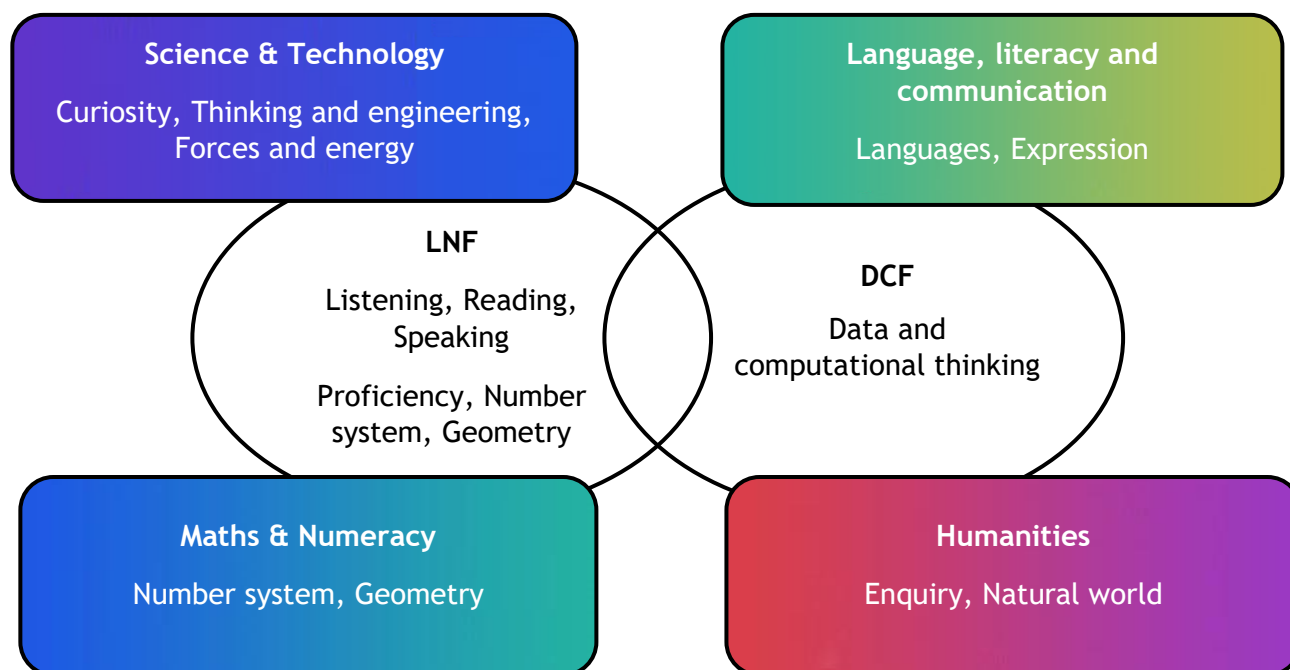 Science & Technology
Curiosity, Thinking and engineering,
Forces and energy
Language, literacy and
communication
Languages, Expression
LNF
Listening, Reading,
Speaking
Proficiency, Number
system, Geometry
DCF
Data and
computational thinking
Maths & Numeracy
Number system, Geometry
Humanities
Enquiry, Natural world